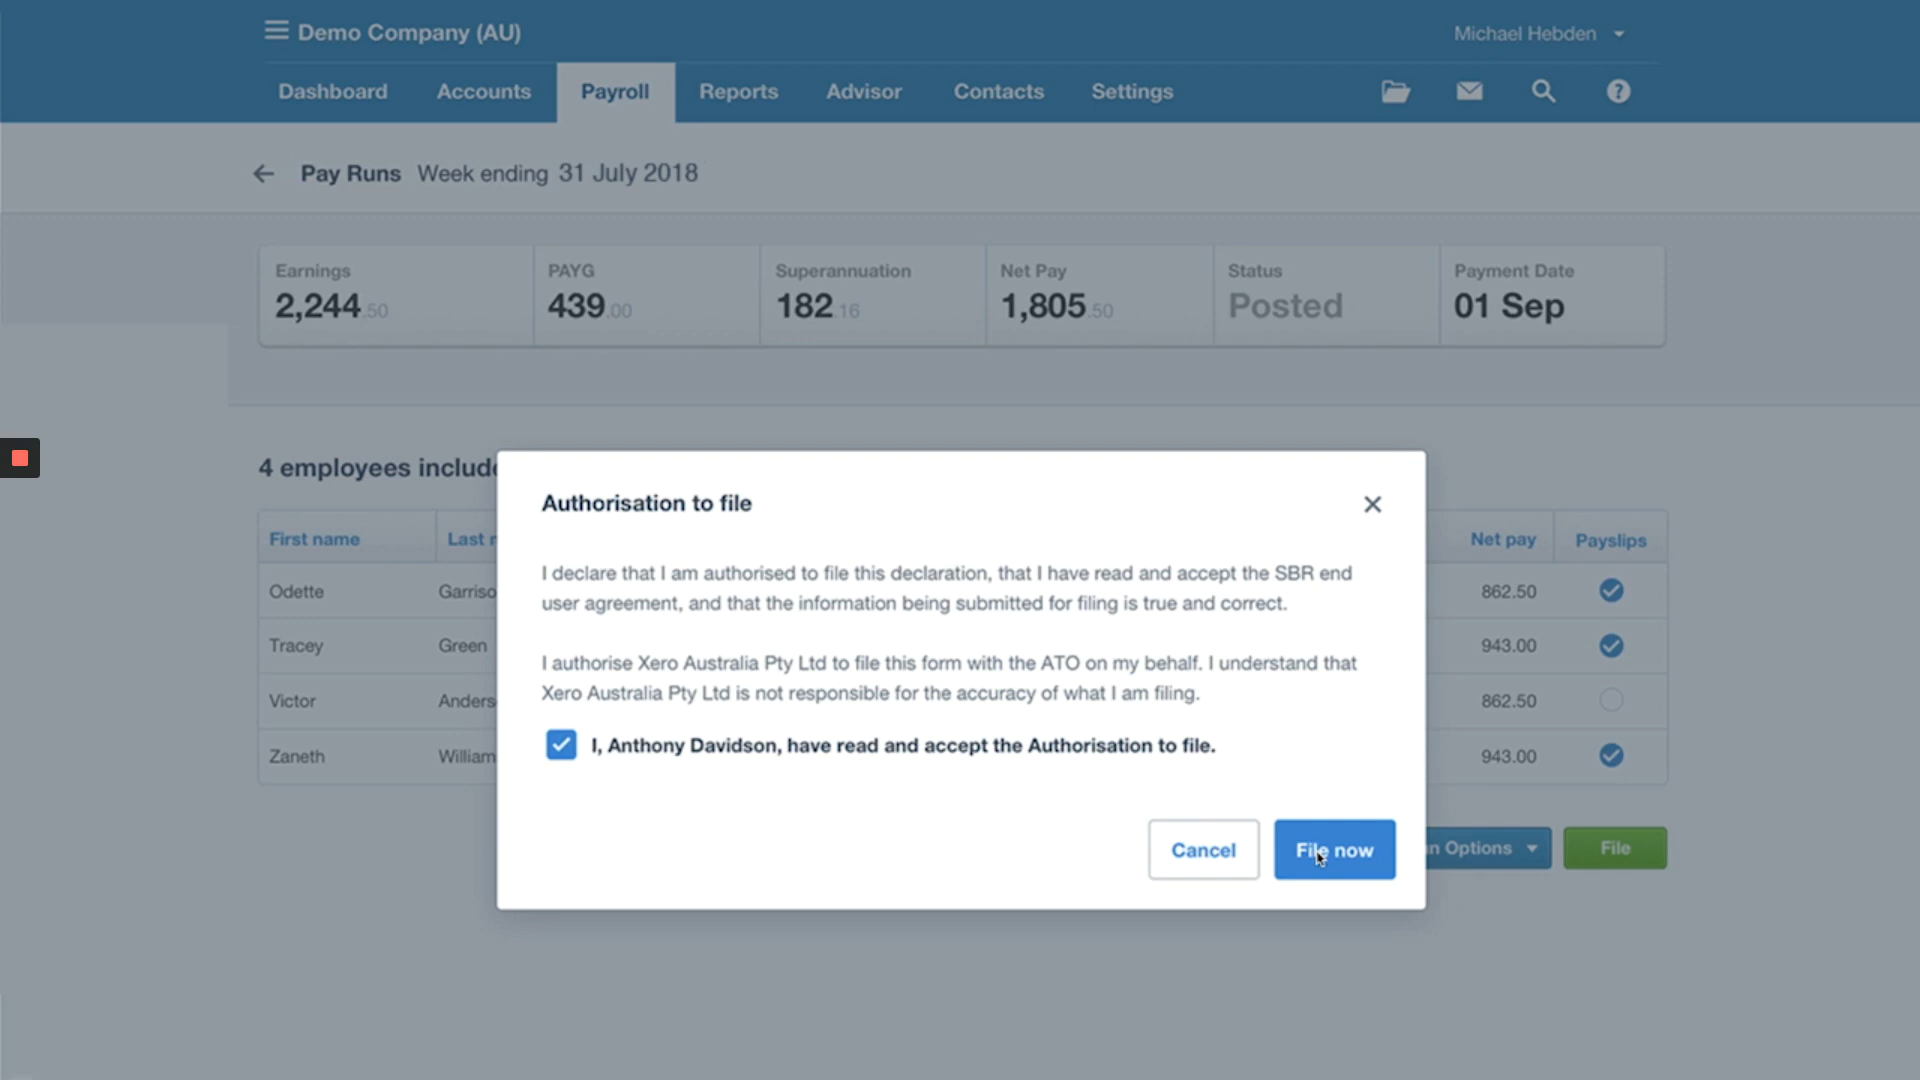 Demo Company (AU)
Michael Hebden
Dashboard Accounts Payroll Reports Advisor Contacts Settings
Pay Runs Week ending 31 July 2018
Earnings PAYG Superannuation Net Pay Status Payment Date
2,244.50 439.00 182.16 1,805.50 Posted 01 Sep
4 employees
Authorisation to file
First name Last Net pay Payslips
I declare that I am authorised to file this declaration, that I have read and accept the SBR end
user agreement, and that the information being submitted for filing is true and correct.
Odette 862.50
Tracey Green 943.00
I authorise Xero Australia Pty Ltd to file this form with the ATO on my behalf. I understand that
Xero Australia Pty Ltd is not responsible for the accuracy of what I am filing.
Victor 862.50
I, Anthony Davidson, have read and accept the Authorisation to file.
Zaneth William 943.00
Cancel File now
Options File